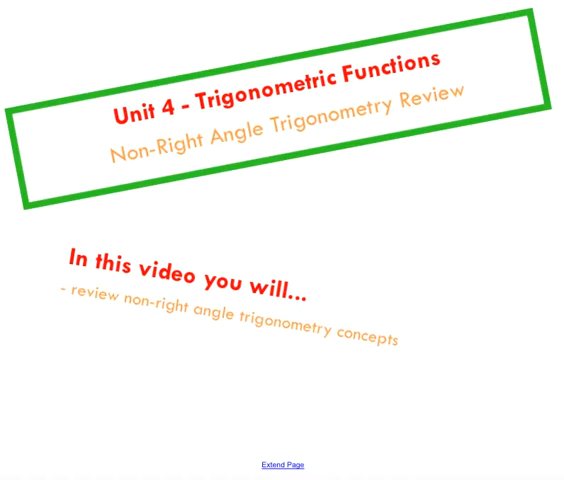 Unit 4 - Trigonometric Functions
Non-Right Angle Trigonometry Review
In this video you will...
- review non-right angle trigonometry concepts
Extend Page